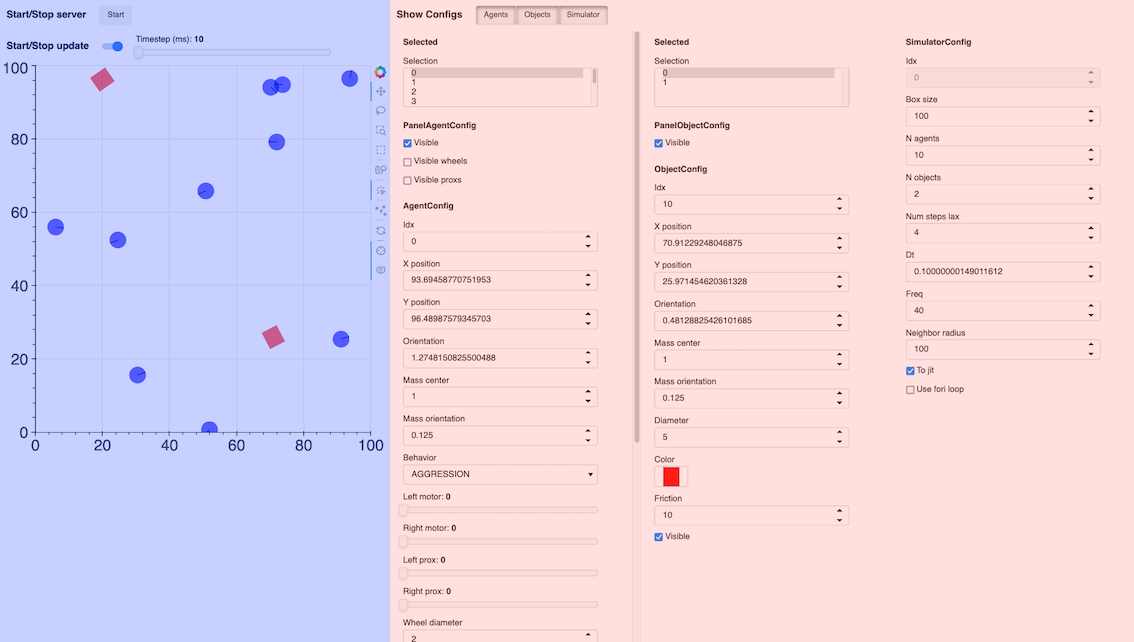 Start/Stop server
Start
Start/Stop update
Timestep (ms): 10
100
80
60
40
20
0
0 20 40 60 80 100
Show Configs
Agents Objects Simulator
Selected
Selection
0
1
2
3
PanelAgentConfig
Visible
Visible wheels
Visible proxs
AgentConfig
Idx
0
X position
93.69458770751953
Y position
96.48987579345703
Orientation
1.2748150825500488
Mass center
1
Mass orientation
0.125
Behavior
AGGRESSION
Left motor: 0
Right motor: 0
Left prox: 0
Right prox: 0
Wheel diameter
2
Selected
Selection
0
1
PanelObjectConfig
Visible
ObjectConfig
Idx
10
X position
70.91229248046875
Y position
25.971454620361328
Orientation
0.48128825426101685
Mass center
1
Mass orientation
0.125
Diameter
5
Color
Friction
10
Visible
SimulatorConfig
Idx
0
Box size
100
N agents
10
N objects
2
Num steps lax
4
Dt
0.10000000149011612
Freq
40
Neighbor radius
100
To jit
Use fori loop